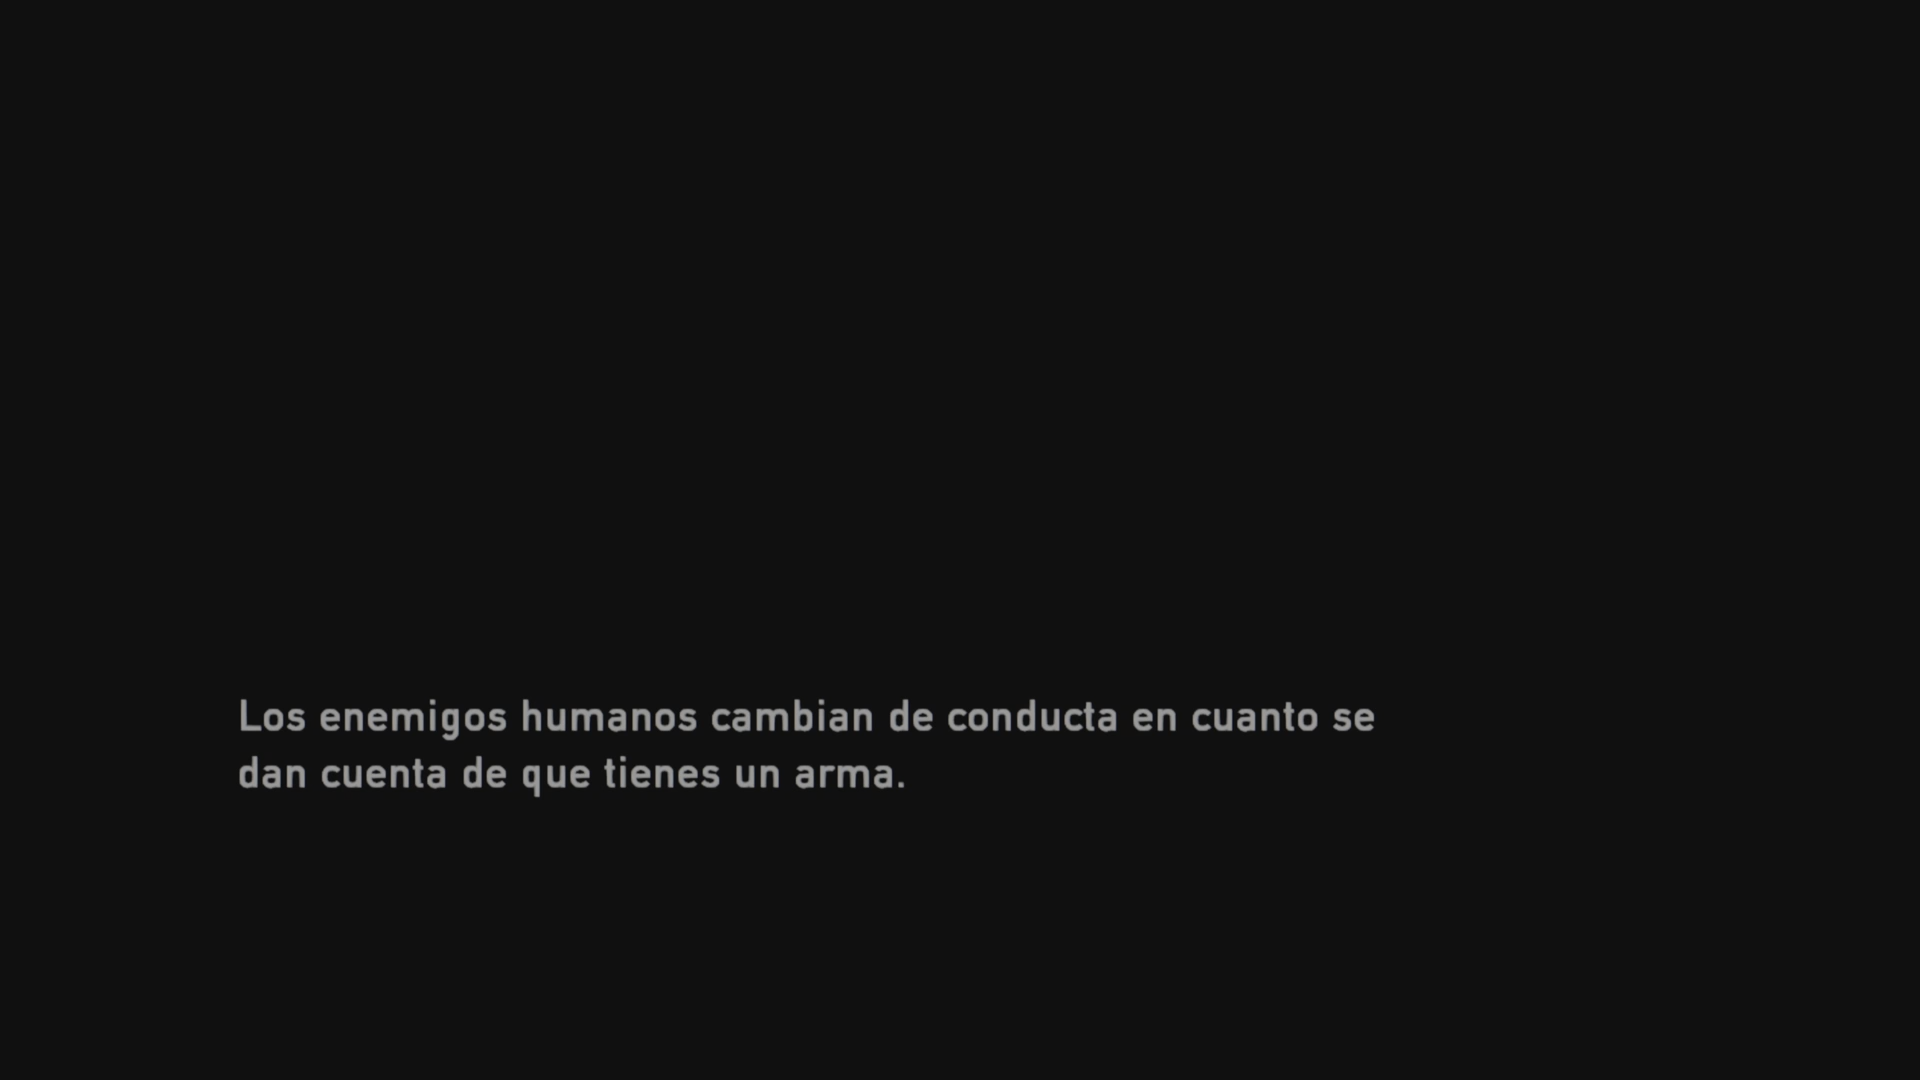 Los enemigos humanos cambian de conducta en cuanto se
dan cuenta de que tienes un arma.